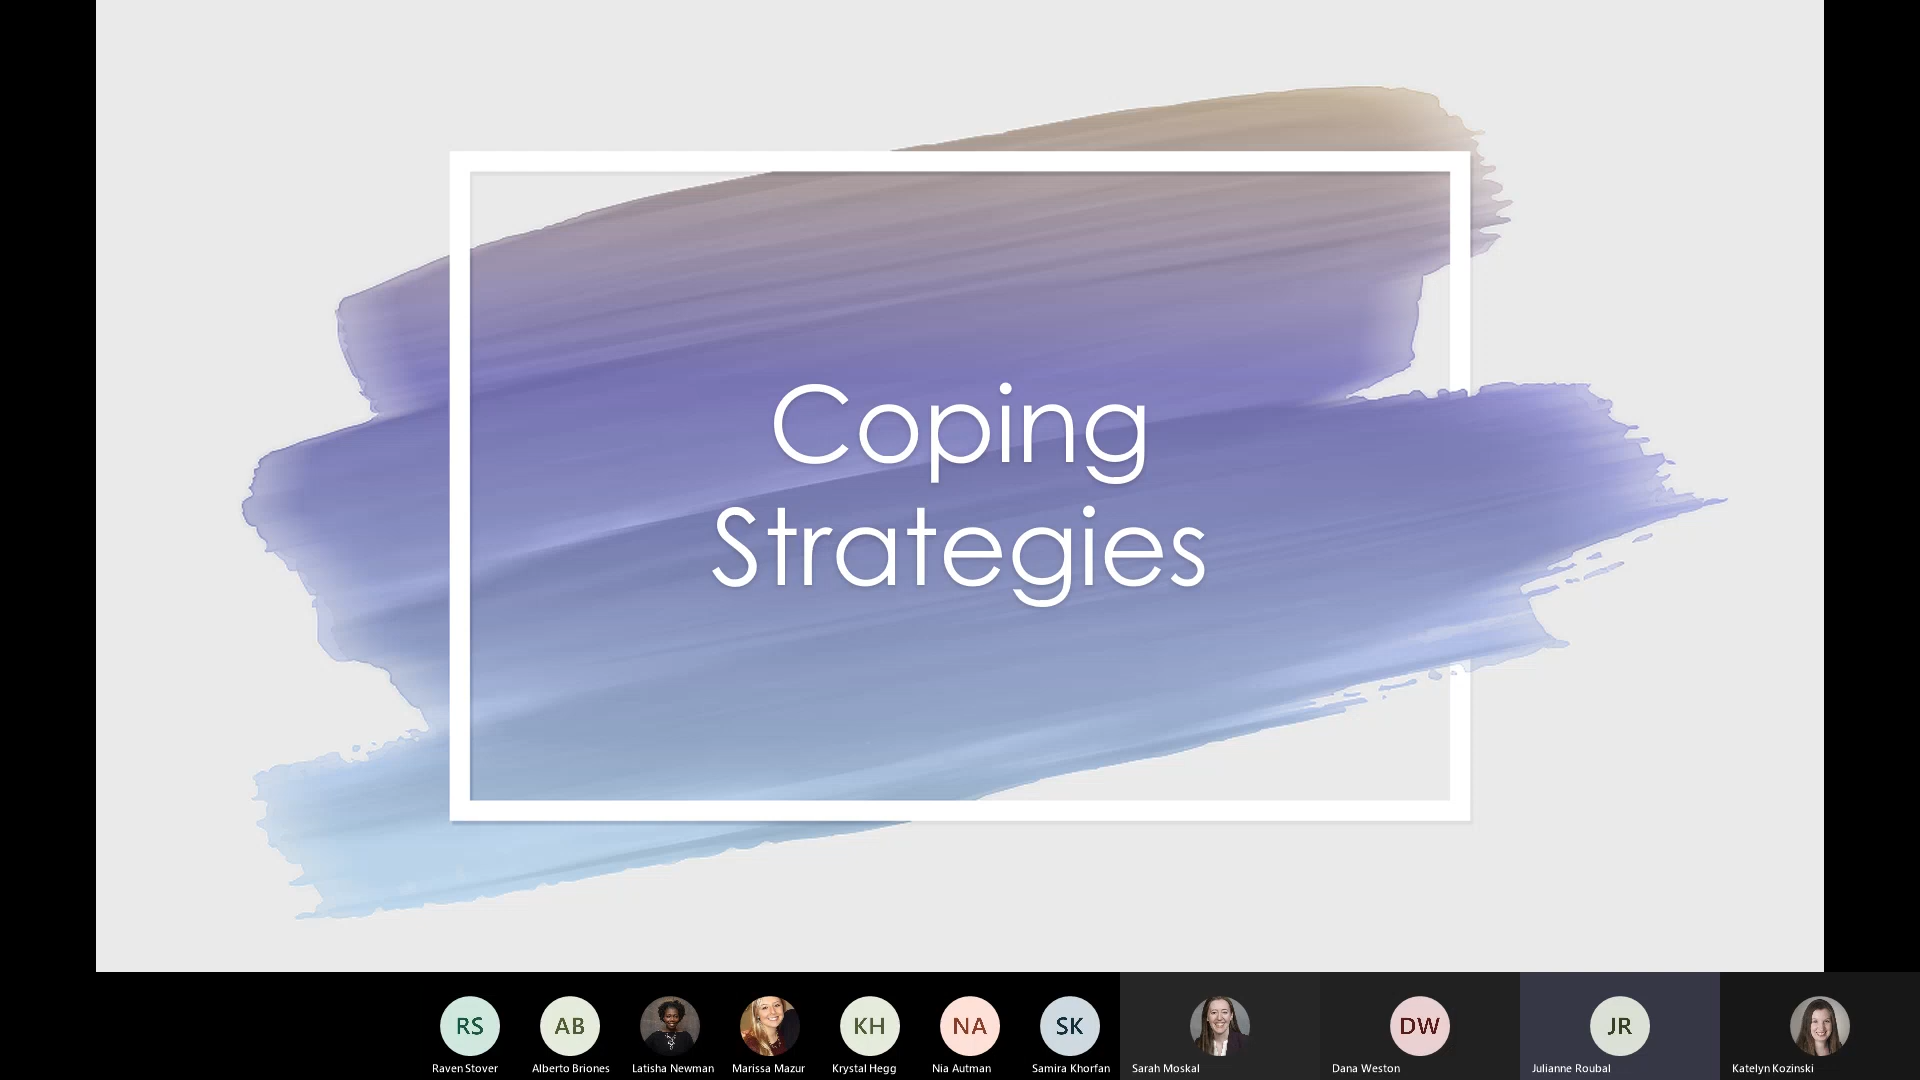 Coping
Strategies
RS
AB
KH
NA
SK
DW
JR
Raven Stover
Alberto Briones
Latisha Newman
Marissa Mazur
Krystal Hegg
Nia Autman
Samira Khorfan
Sarah Moskal
Dana Weston
Julianne Roubal
Katelyn Kozinski